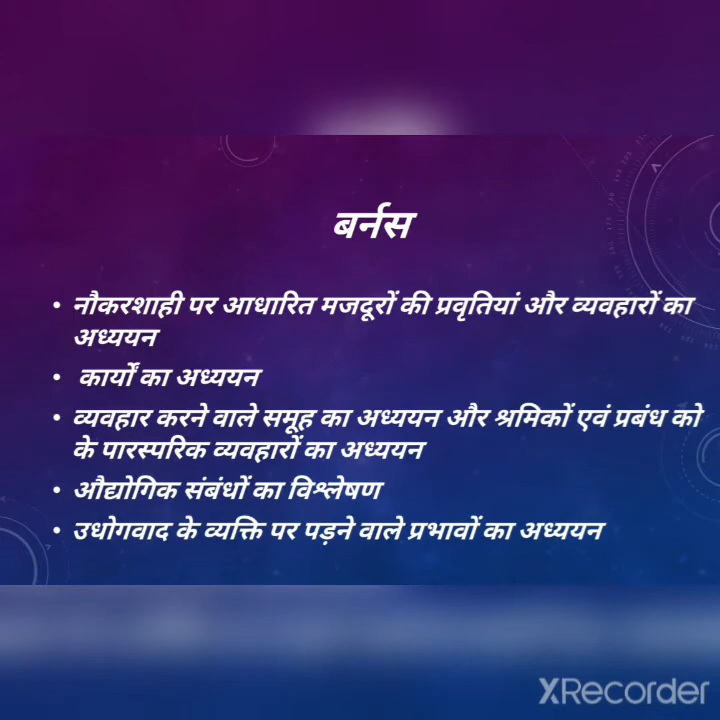 बर्नस
• नौकरशाही पर आधारित मजदूरों की प्रवृतियां और व्यवहारों का
अध्ययन
• कार्यों का अध्ययन
• व्यवहार करने वाले समूह का अध्ययन और श्रमिकों एवं प्रबंध को
के पारस्परिक व्यवहारों का अध्ययन
• औद्योगिक संबंधों का विश्लेषण
• उधोगवाद के व्यक्ति पर पड़ने वाले प्रभावों का अध्ययन
XRecorder